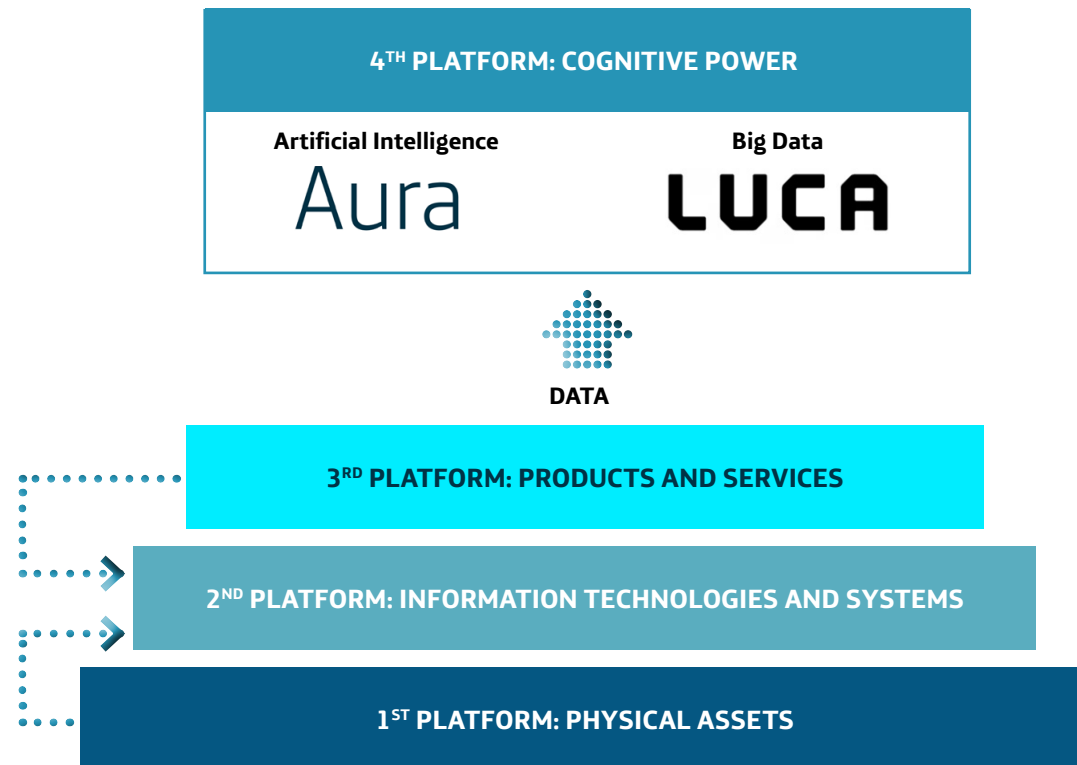 4TH PLATFORM: COGNITIVE POWER
Artificial Intelligence
Big Data
Aura
LUCA
DATA
3RD PLATFORM: PRODUCTS AND SERVICES
2ND PLATFORM: INFORMATION TECHNOLOGIES AND SYSTEMS
1ST PLATFORM: PHYSICAL ASSETS